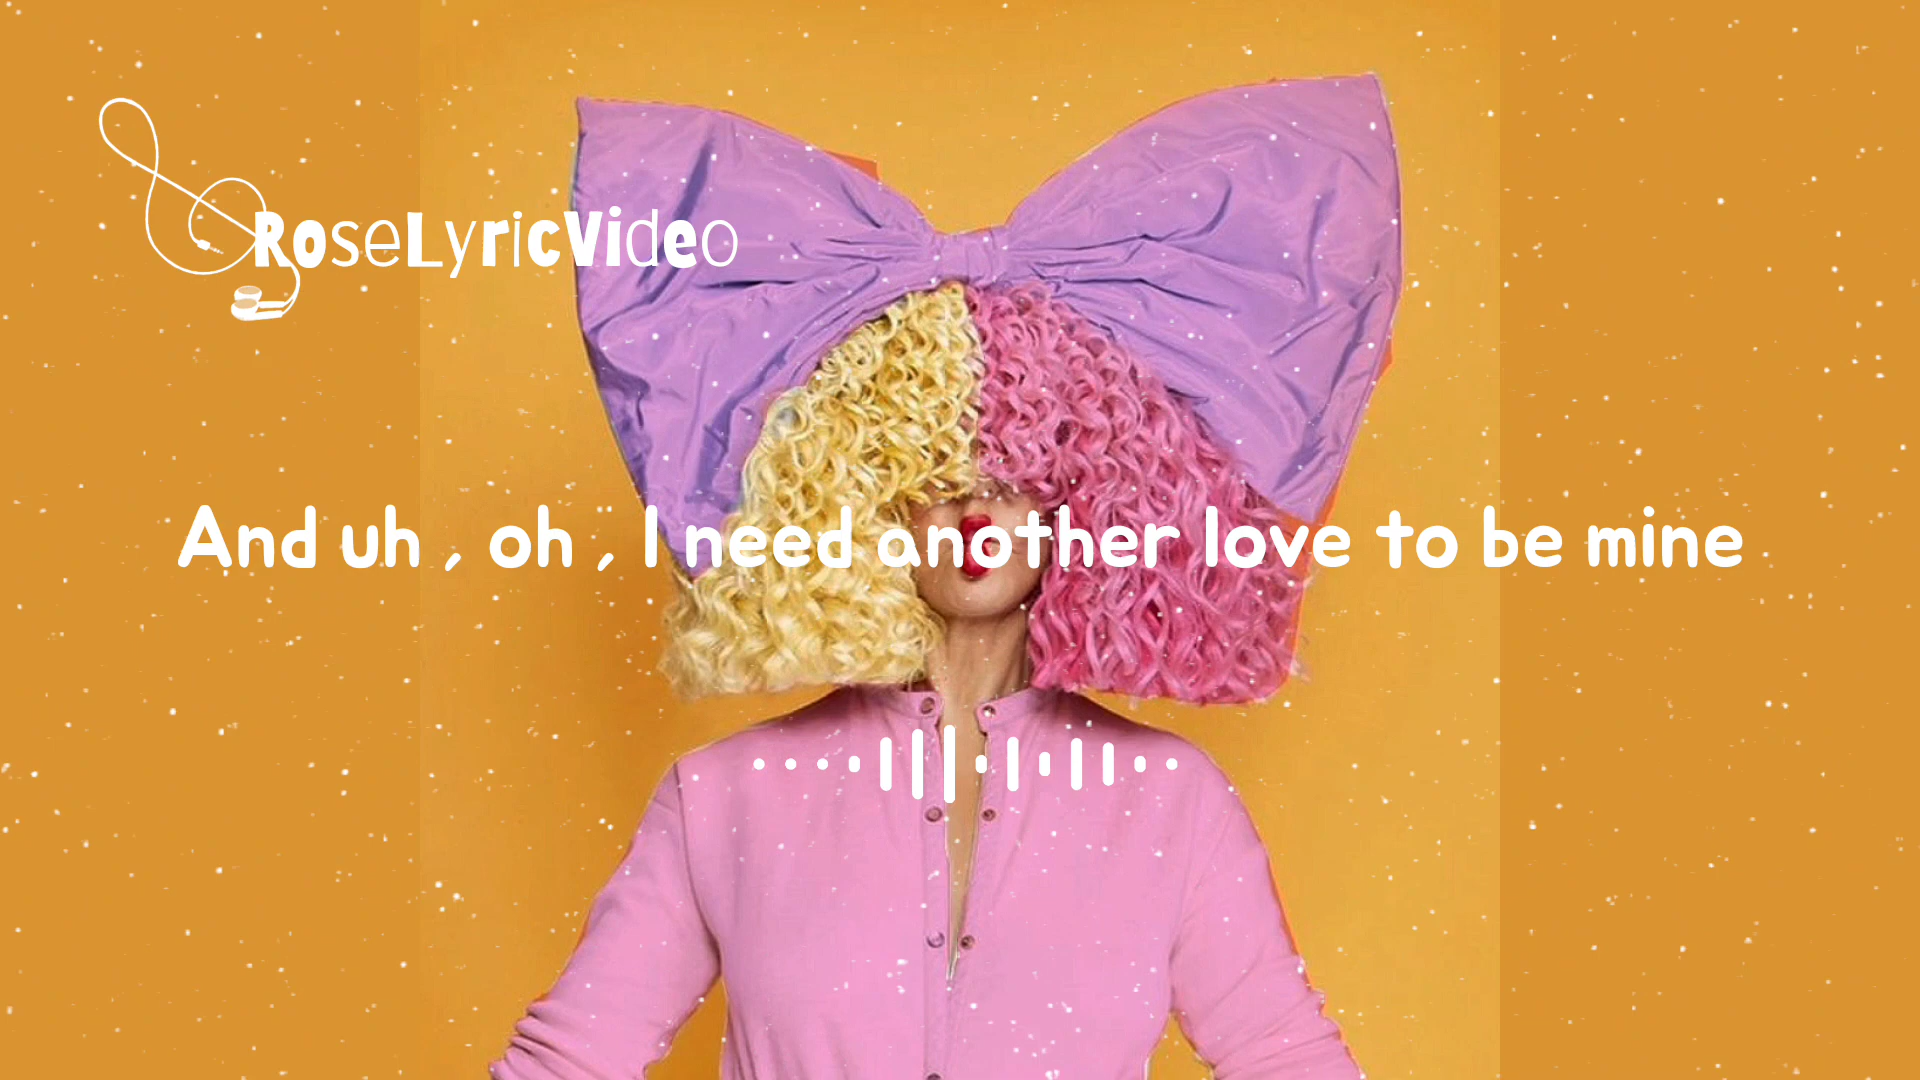 RoseLyricVideo
And uh , oh , I need another love to be mine